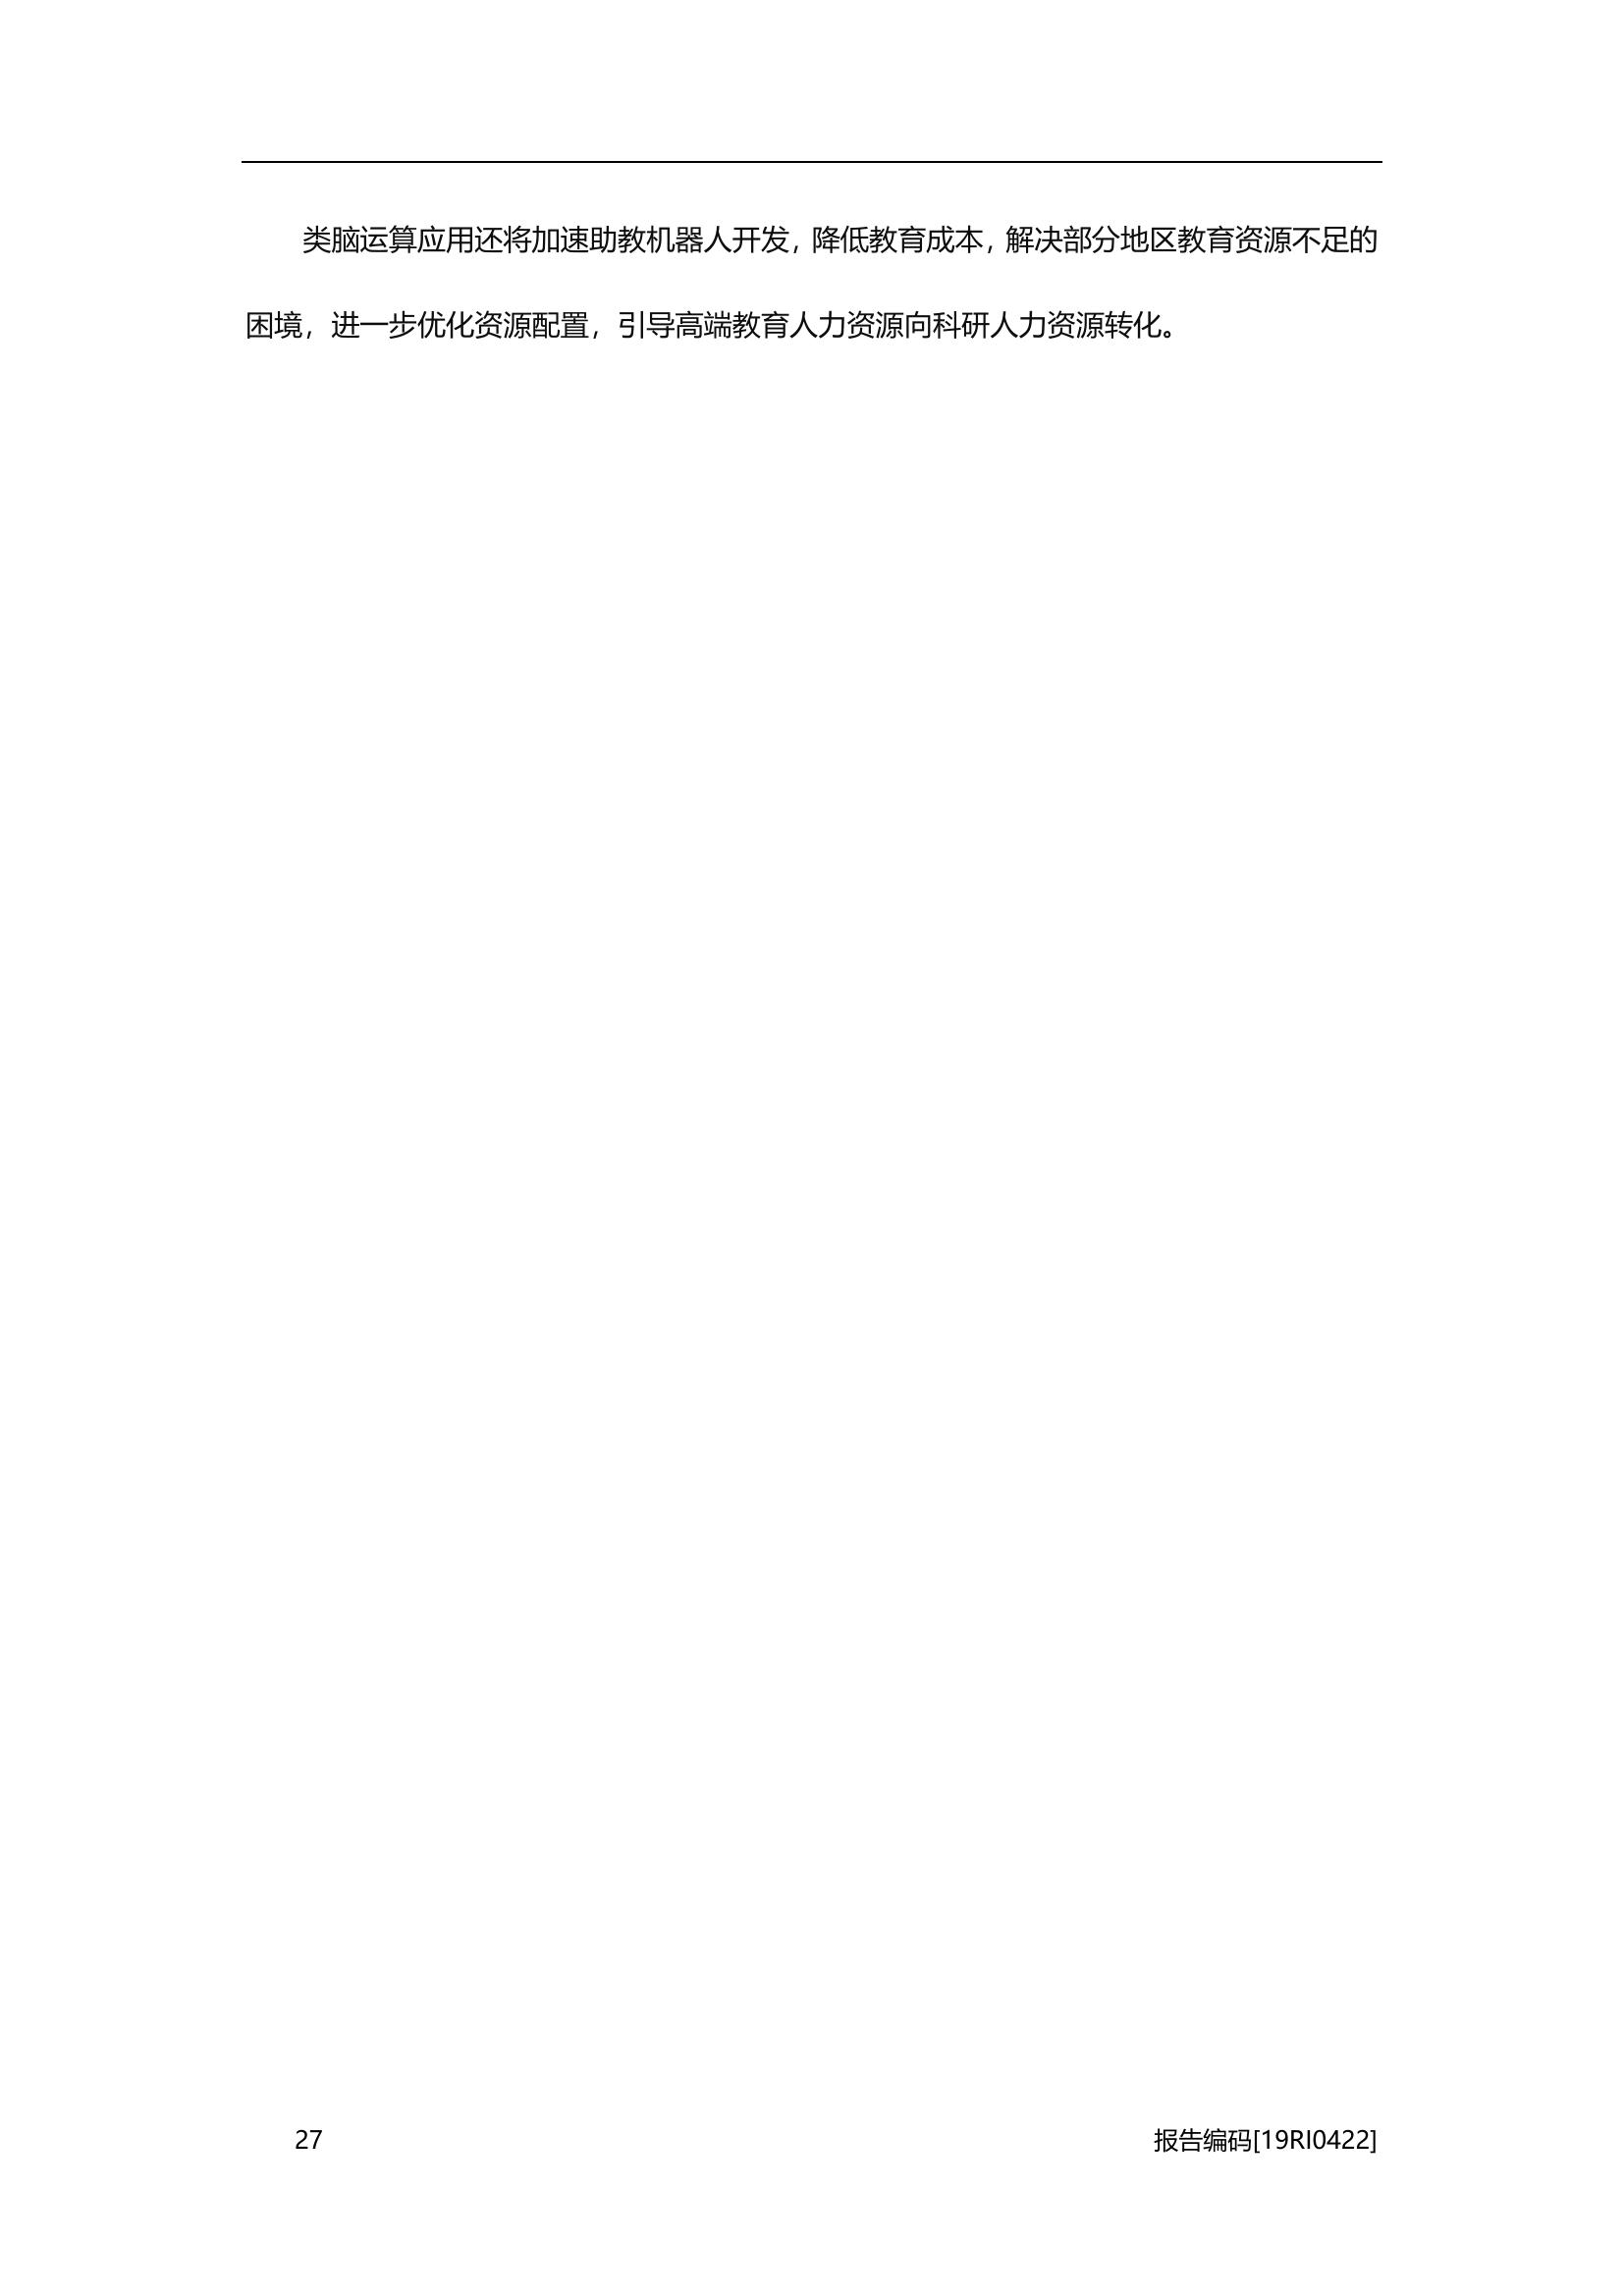 类脑运算应用还将加速助教机器人开发，降低教育成本，解决部分地区教育资源不足的
困境，进一步优化资源配置，引导高端教育人力资源向科研人力资源转化。
27
报告编码[19RI0422]